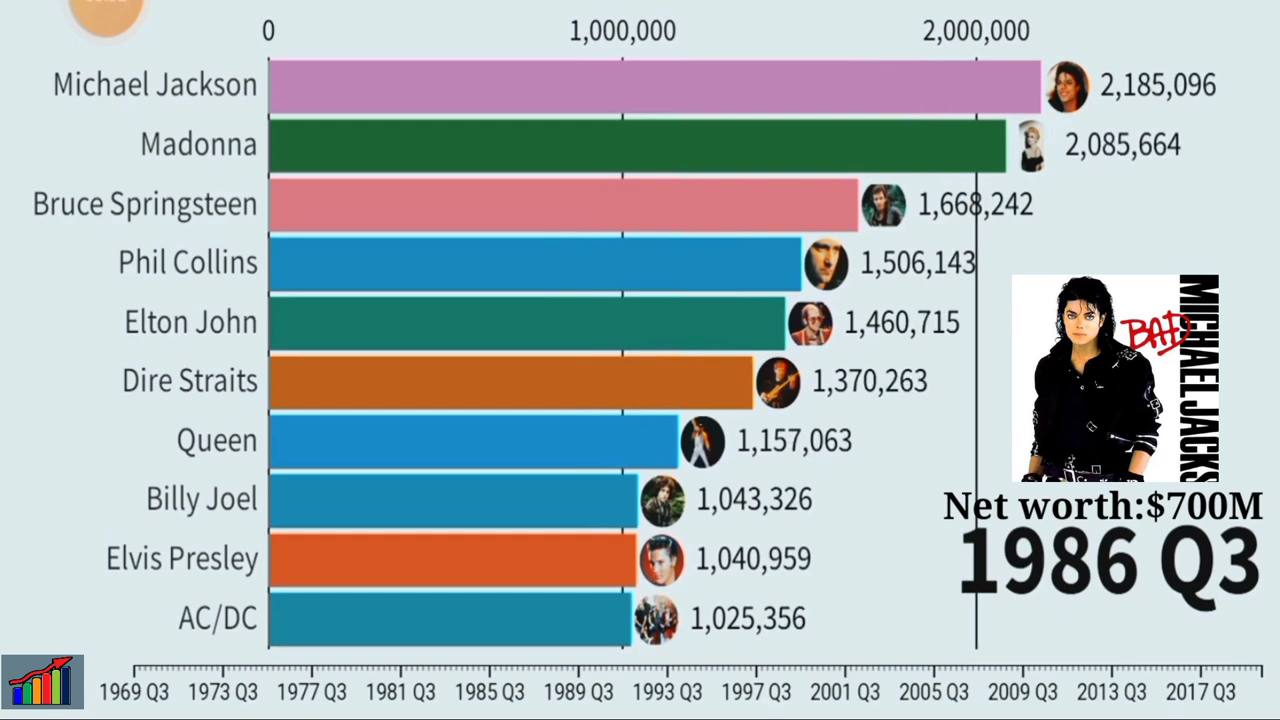 0 1,000,000 2,000,000
Michael Jackson 2,185,096
Madonna 2,085,664
Bruce Springsteen 1,668,242
Phil Collins 1,506,143
Elton John 1,460,715
Dire Straits 1,370,263
Queen 1,157,063
Billy Joel 1,043,326
Elvis Presley 1,040,959
AC/DC 1,025,356
BAD
MICHAEL JACKS
Net worth:$700M
1986 Q3
1969 Q3 1973 Q3 1977 Q3 1981 Q3 1985 Q3 1989 Q3 1993 Q3 1997 Q3 2001 Q3 2005 Q3 2009 Q3 2013 Q3 2017 Q3